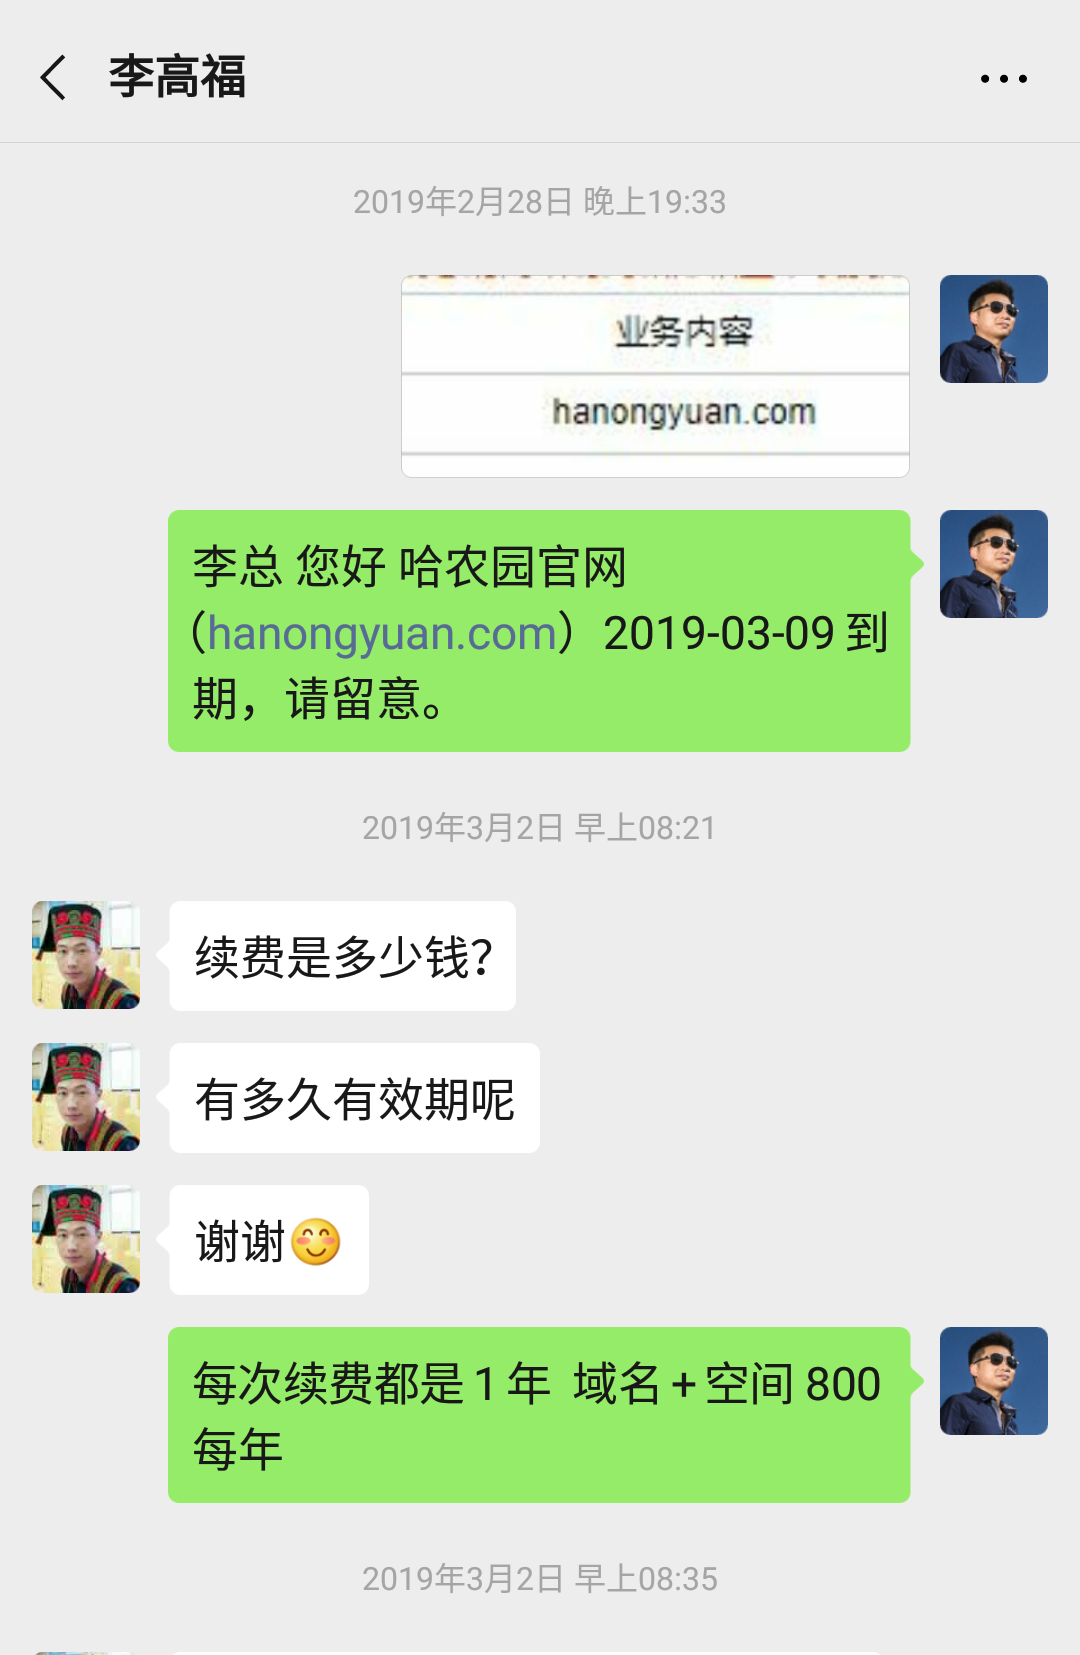 李高福
2019年2月28日 晚上19:33
业务内容
hanongyuan.com
李总 您好 哈农园官网
（hanongyuan.com）2019-03-09 到
期，请留意。
2019年3月2日 早上08:21
续费是多少钱？
有多久有效期呢
谢谢😊
每次续费都是 1 年  域名 + 空间 800
每年
2019年3月2日 早上08:35